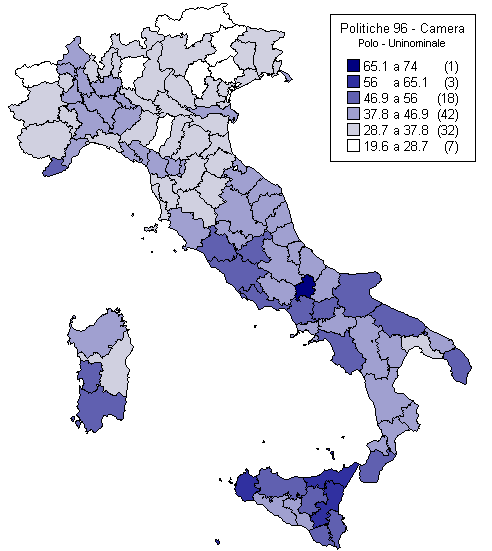 Politiche 96 - Camera
Polo - Uninominale
65.1 a 74 (1)
56 a 65.1 (3)
46.9 a 56 (18)
37.8 a 46.9 (42)
28.7 a 37.8 (32)
19.6 a 28.7 (7)